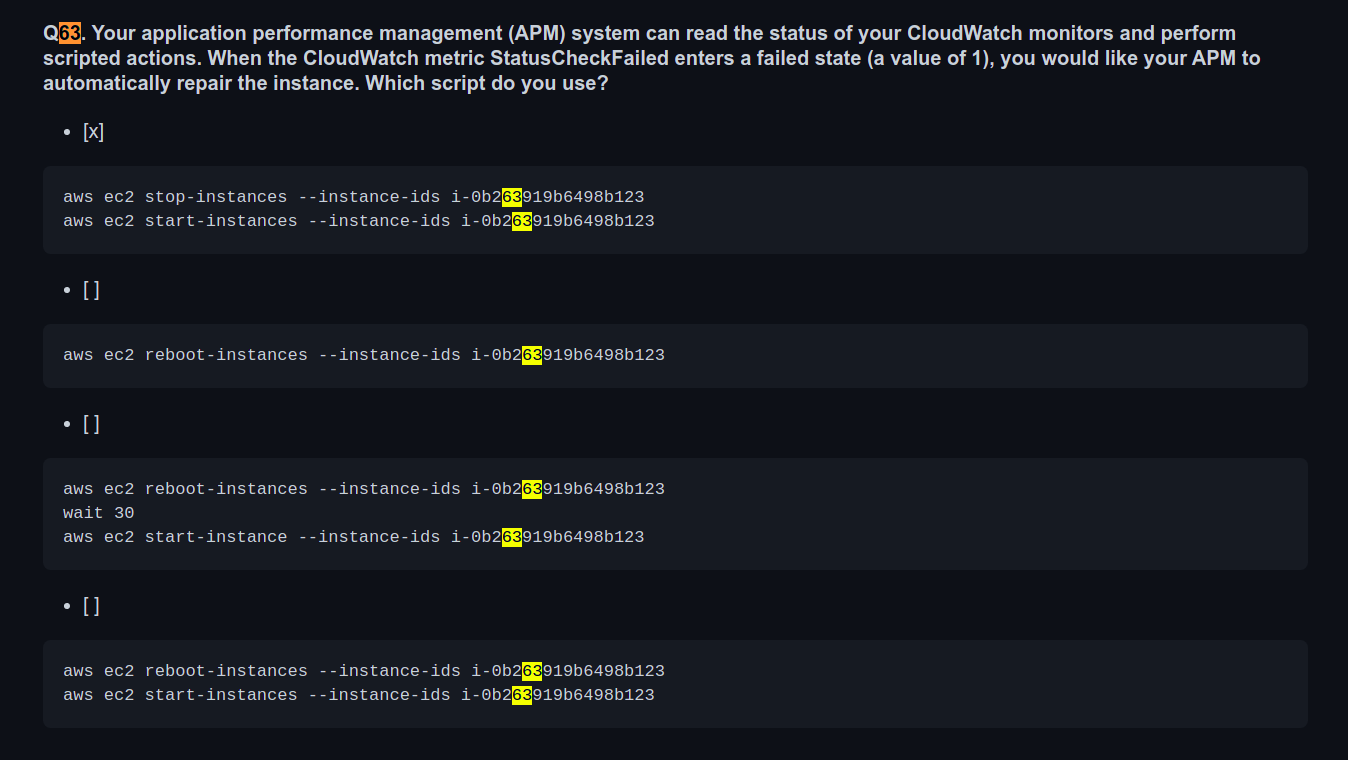 Q63. Your application performance management (APM) system can read the status of your CloudWatch monitors and perform
scripted actions. When the CloudWatch metric StatusCheckFailed enters a failed state (a value of 1), you would like your APM to
automatically repair the instance. Which script do you use?
• [x]
aws ec2 stop-instances --instance-ids i-0b263919b6498b123
aws ec2 start-instances --instance-ids i-0b263919b6498b123
• [ ]
aws ec2 reboot-instances --instance-ids i-0b263919b6498b123
• [ ]
aws ec2 reboot-instances --instance-ids i-0b263919b6498b123
wait 30
aws ec2 start-instance --instance-ids i-0b263919b6498b123
• [ ]
aws ec2 reboot-instances --instance-ids i-0b263919b6498b123
aws ec2 start-instances --instance-ids i-0b263919b6498b123